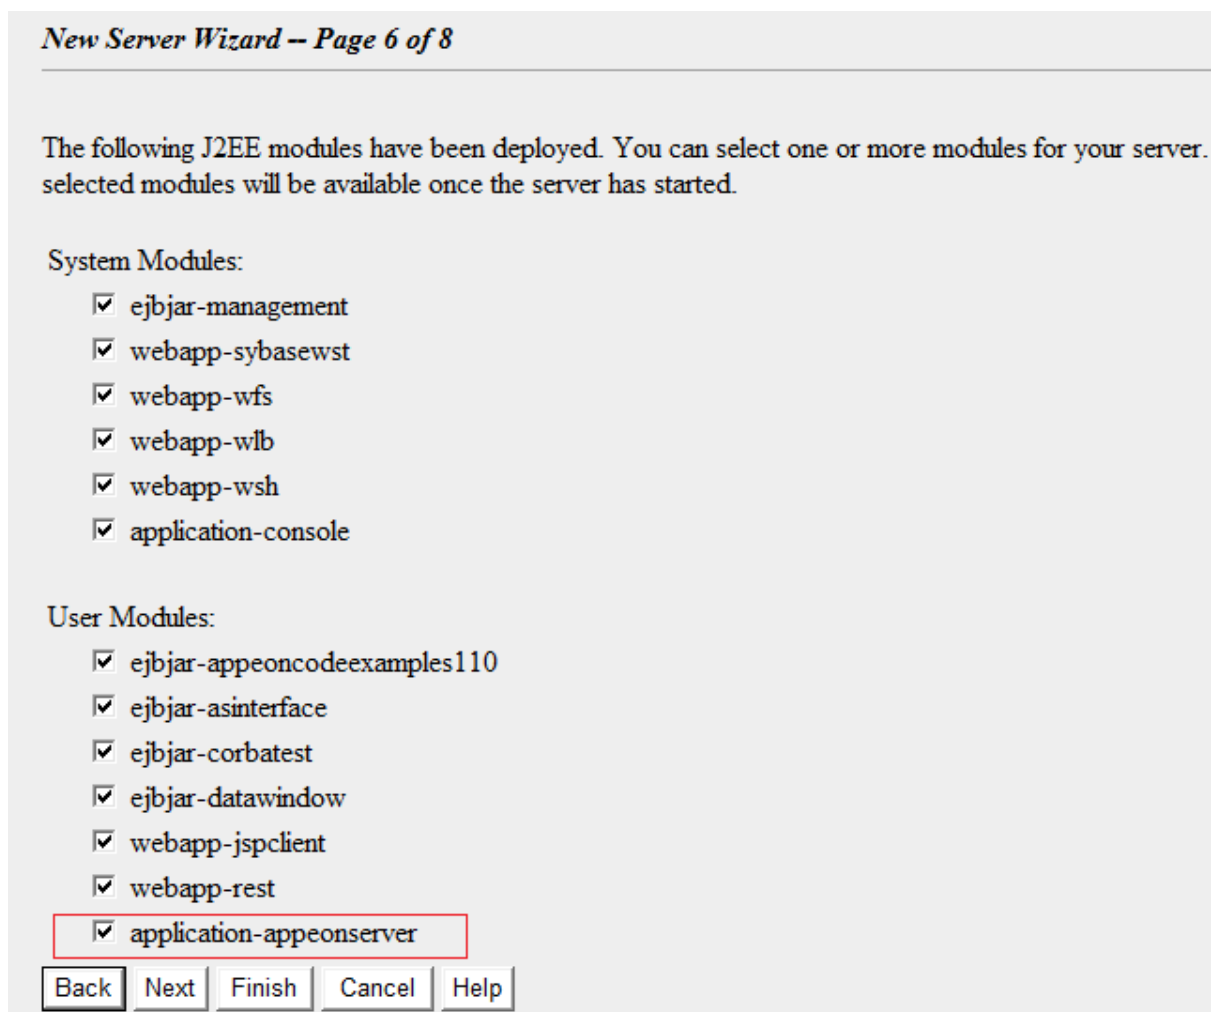 New Server Wizard -- Page 6 of 8
The following J2EE modules have been deployed. You can select one or more modules for your server.
selected modules will be available once the server has started.
System Modules:
ejbjar-management
webapp-sybasewst
webapp-wfs
webapp-wlb
webapp-wsh
application-console
User Modules:
ejbjar-appeoncodeexamples110
ejbjar-asinterface
ejbjar-corbatest
ejbjar-datawindow
webapp-jspclient
webapp-rest
application-appeonserver
Back Next Finish Cancel Help